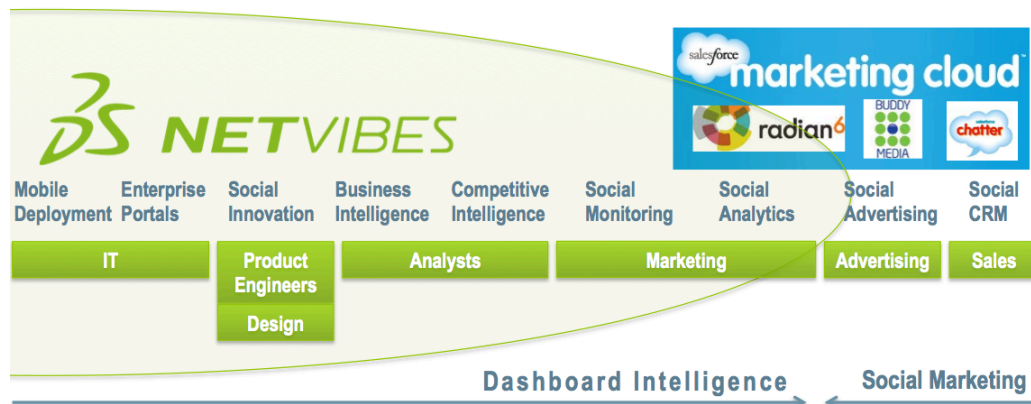 salesforce
marketing cloud
radian6
BUDDY
MEDIA
salesforce
chatter
3DS NETVIBES
Mobile
Deployment
Enterprise
Portals
Social
Innovation
Business
Intelligence
Competitive
Intelligence
Social
Monitoring
Social
Analytics
Social
Advertising
Social
CRM
IT
Product
Engineers
Design
Analysts
Marketing
Advertising
Sales
Dashboard Intelligence
Social Marketing